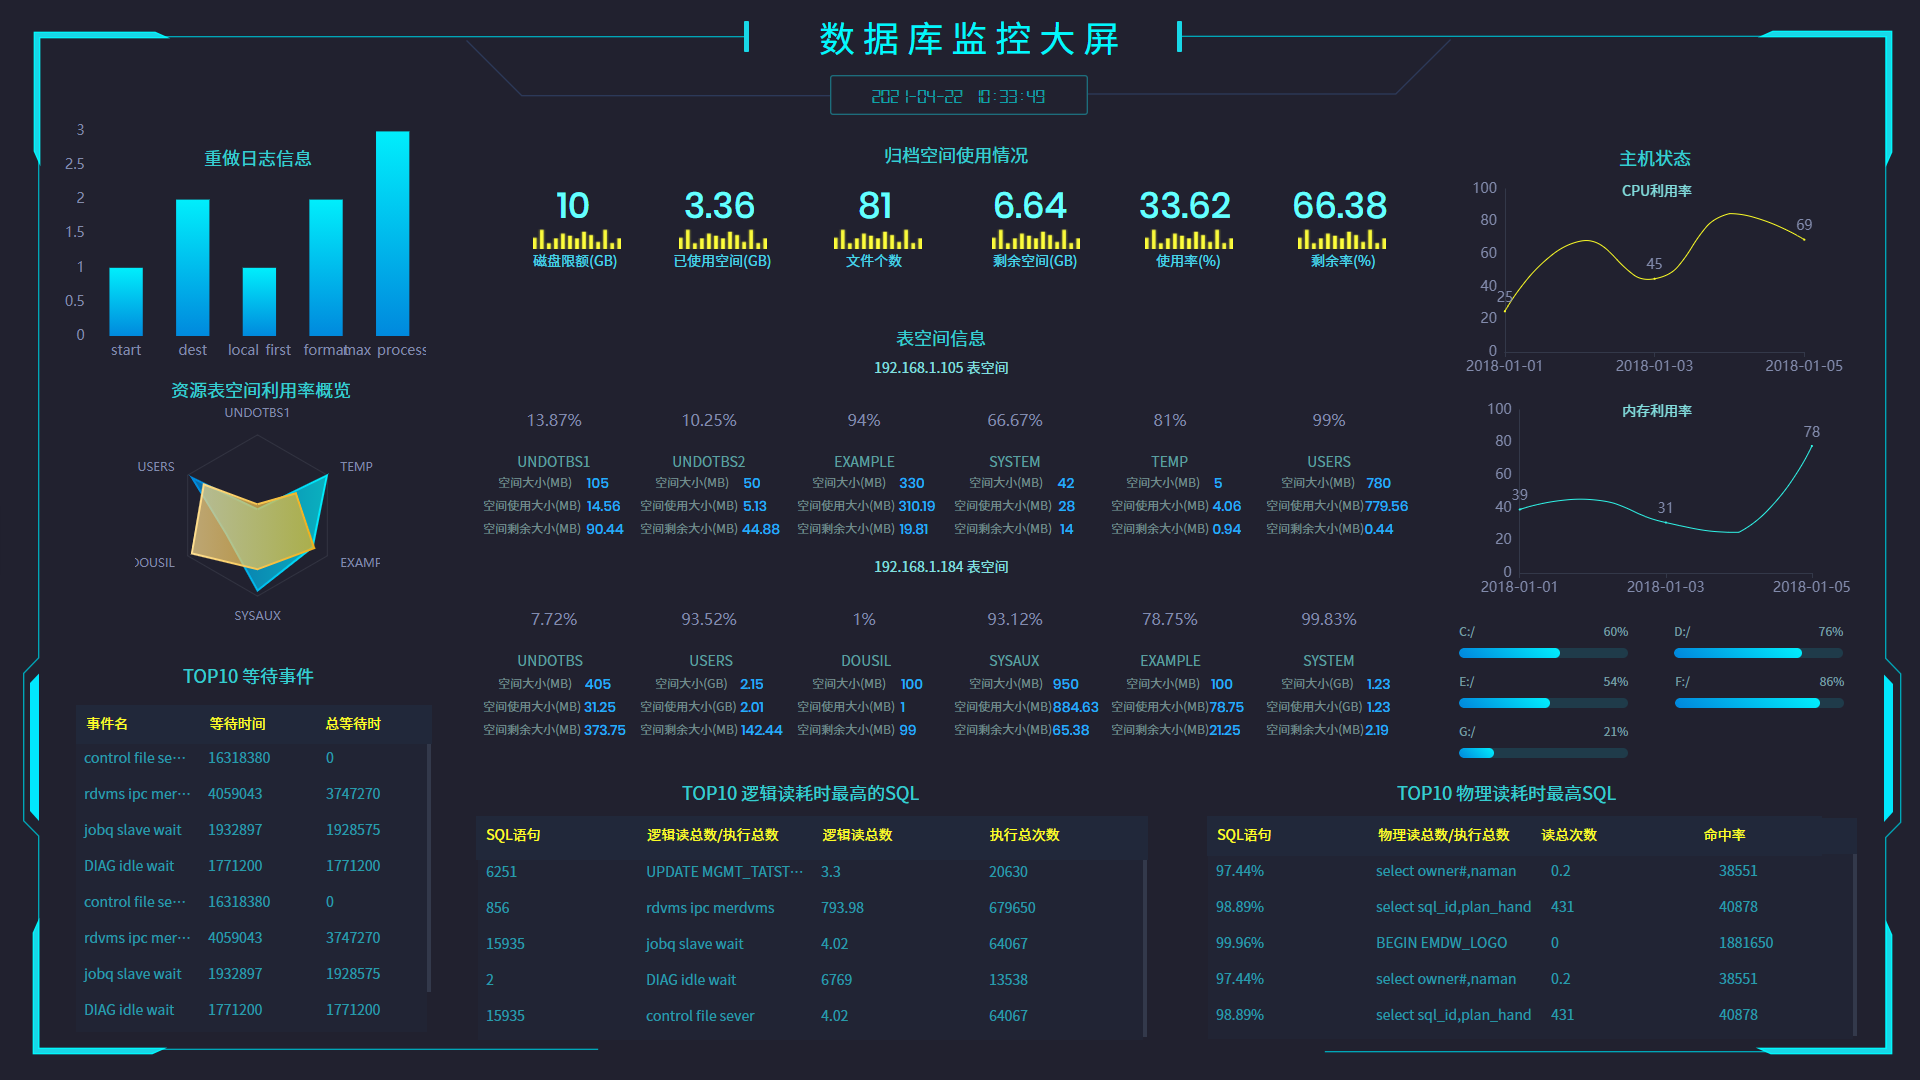 数据库监控大屏
2021-04-22 10:33:49
重做日志信息
3
2.5
2
1.5
1
0.5
0
start dest local first format max process
资源表空间利用率概览
UNDOTBS1
USERS
TEMP
DOUSIL
EXAMP
SYSAUX
TOP10 等待事件
事件名 等待时间 总等待时
control file se··· 16318380 0
rdvms ipc mer··· 4059043 3747270
jobq slave wait 1932897 1928575
DIAG idle wait 1771200 1771200
control file se··· 16318380 0
rdvms ipc mer··· 4059043 3747270
jobq slave wait 1932897 1928575
DIAG idle wait 1771200 1771200
归档空间使用情况
10 3.36 81 6.64 33.62 66.38
磁盘限额(GB) 已使用空间(GB) 文件个数 剩余空间(GB) 使用率(%) 剩余率(%)
表空间信息
192.168.1.105 表空间
13.87% 10.25% 94% 66.67% 81% 99%
UNDOTBS1 UNDOTBS2 EXAMPLE SYSTEM TEMP USERS
空间大小(MB) 105 空间大小(MB) 50 空间大小(MB) 330 空间大小(MB) 42 空间大小(MB) 5 空间大小(MB) 780
空间使用大小(MB) 14.56 空间使用大小(MB) 5.13 空间使用大小(MB) 310.19 空间使用大小(MB) 28 空间使用大小(MB) 4.06 空间使用大小(MB) 779.56
空间剩余大小(MB) 90.44 空间剩余大小(MB) 44.88 空间剩余大小(MB) 19.81 空间剩余大小(MB) 14 空间剩余大小(MB) 0.94 空间剩余大小(MB) 0.44
192.168.1.184 表空间
7.72% 93.52% 1% 93.12% 78.75% 99.83%
UNDOTBS USERS DOUSIL SYSAUX EXAMPLE SYSTEM
空间大小(MB) 405 空间大小(GB) 2.15 空间大小(MB) 100 空间大小(MB) 950 空间大小(MB) 100 空间大小(GB) 1.23
空间使用大小(MB) 31.25 空间使用大小(GB) 2.01 空间使用大小(MB) 1 空间使用大小(MB) 884.63 空间使用大小(MB) 78.75 空间使用大小(GB) 1.23
空间剩余大小(MB) 373.75 空间剩余大小(MB) 142.44 空间剩余大小(MB) 99 空间剩余大小(MB) 65.38 空间剩余大小(MB) 21.25 空间剩余大小(MB) 2.19
TOP10 逻辑读耗时最高的SQL
SQL语句 逻辑读总数/执行总数 逻辑读总数 执行总次数
6251 UPDATE MGMT_TATST··· 3.3 20630
856 rdvms ipc merdvms 793.98 679650
15935 jobq slave wait 4.02 64067
2 DIAG idle wait 6769 13538
15935 control file sever 4.02 64067
主机状态
CPU利用率
100
80
60
40
20
0
25
45
69
2018-01-01 2018-01-03 2018-01-05
内存利用率
100
80
60
40
20
0
39
31
78
2018-01-01 2018-01-03 2018-01-05
C:/ 60% D:/ 76%
E:/ 54% F:/ 86%
G:/ 21%
TOP10 物理读耗时最高SQL
SQL语句 物理读总数/执行总数 读总次数 命中率
97.44% select owner#,naman 0.2 38551
98.89% select sql_id,plan_hand 431 40878
99.96% BEGIN EMDW_LOGO 0 1881650
97.44% select owner#,naman 0.2 38551
98.89% select sql_id,plan_hand 431 40878